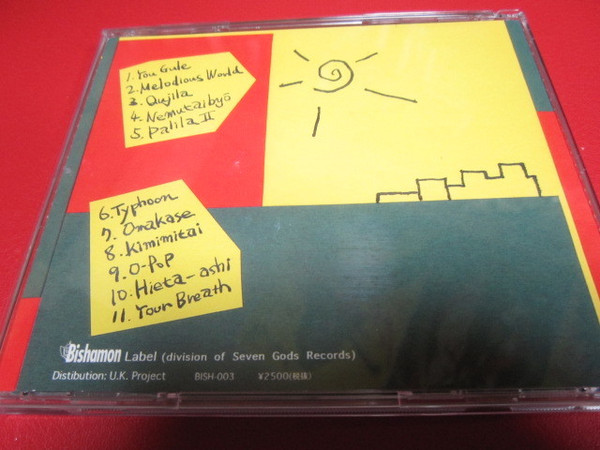 1. You Gule
2. Melodious World
3. Qujila
4. Nemutaibyō
5. Palila II
6. Typhoon
7. Omakase
8. Kimimitai
9. O-PoP
10. Hieta-ashi
11. Your Breath
Bishamon Label (division of Seven Gods Records)
Distibution: U.K. Project BISH-003 ¥2500(税抜)